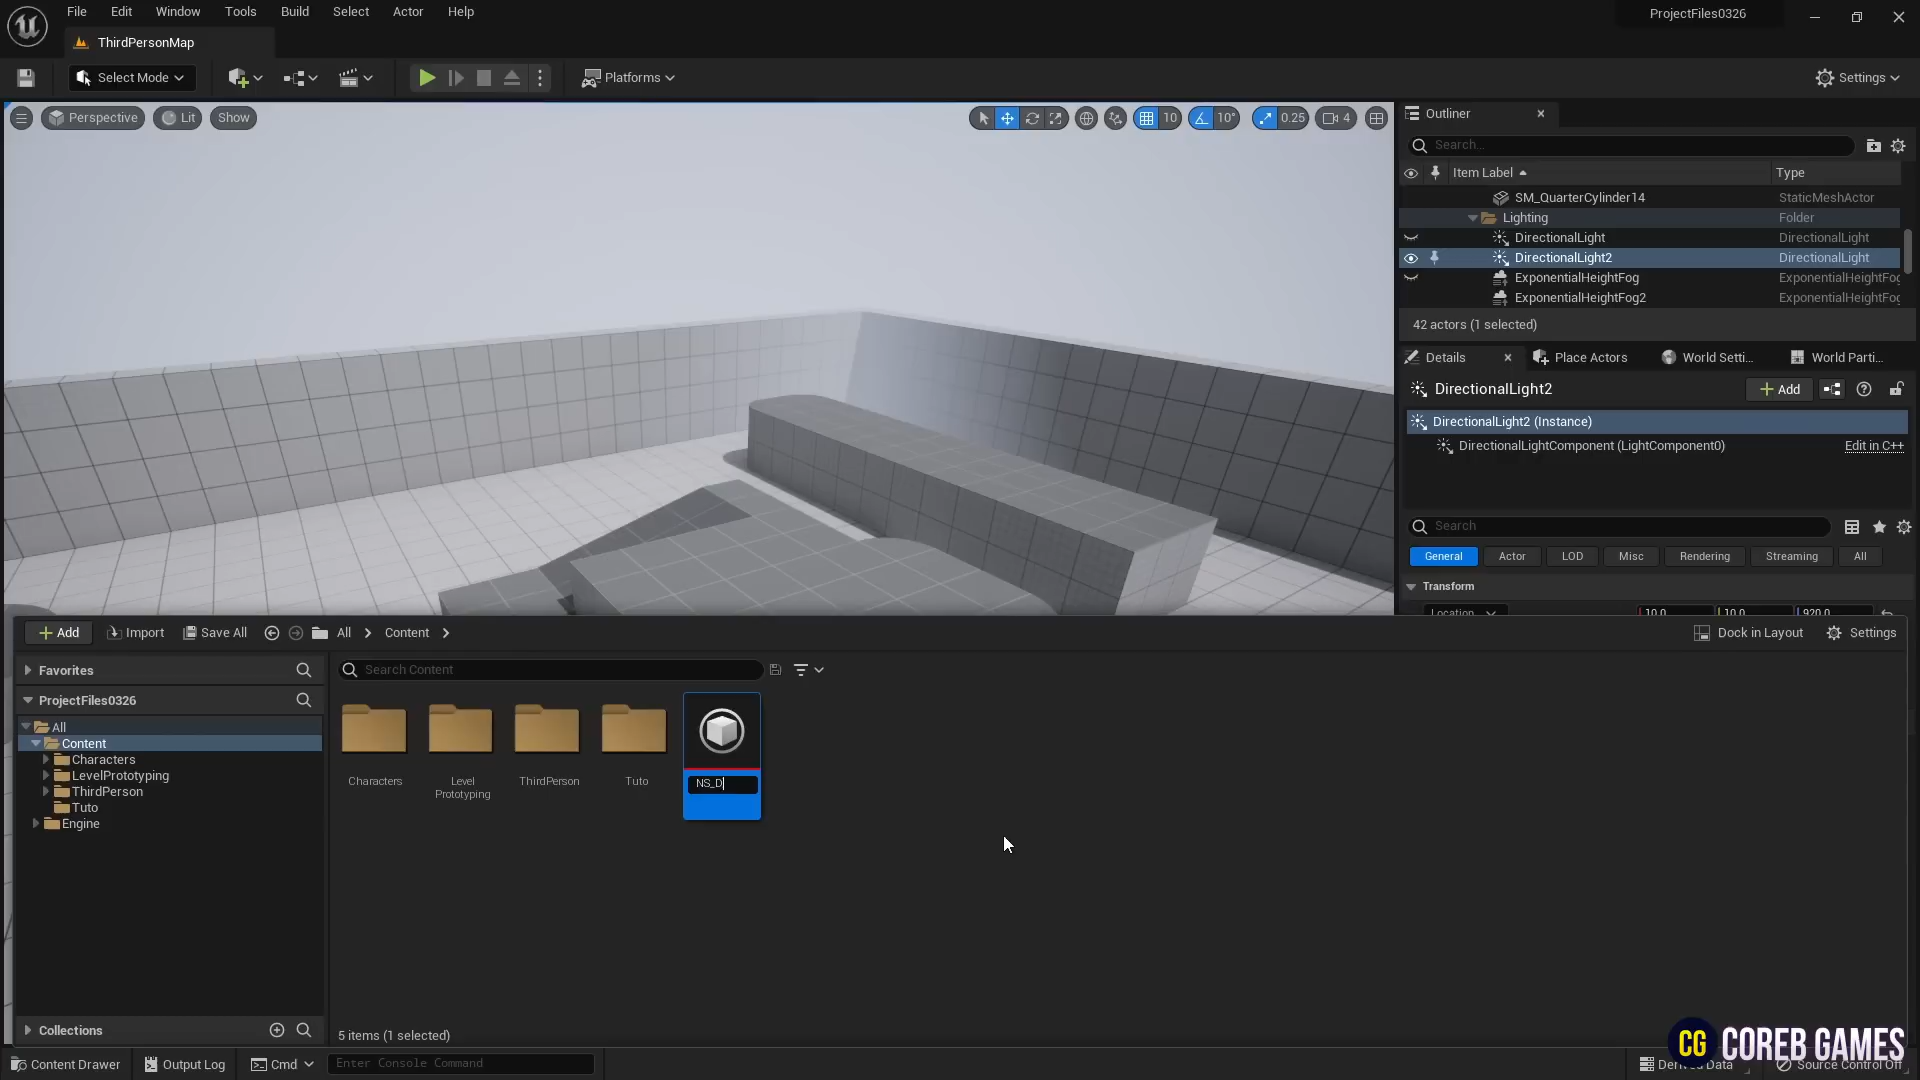 File Edit Window Tools Build Select Actor Help
ProjectFiles0326
ThirdPersonMap
Select Mode
Platforms
Settings
Perspective Lit Show
10 10° 0.25 4
Outliner
Search...
Item Label Type
SM_QuarterCylinder14 StaticMeshActor
Lighting Folder
DirectionalLight DirectionalLight
DirectionalLight2 DirectionalLight
ExponentialHeightFog ExponentialHeightFog
ExponentialHeightFog2 ExponentialHeightFog
42 actors (1 selected)
Details Place Actors World Setti... World Parti...
DirectionalLight2 Add
DirectionalLight2 (Instance)
DirectionalLightComponent (LightComponent0) Edit in C++
Search
General Actor LOD Misc Rendering Streaming All
Transform
Location 10.0 10.0 920.0
Add Import Save All All Content Dock in Layout Settings
Favorites
Search Content
ProjectFiles0326
All
Content
Characters
LevelPrototyping
ThirdPerson
Tuto
Engine
Characters
Level
Prototyping
ThirdPerson
Tuto
NS_D
Collections
5 items (1 selected)
Content Drawer Output Log Cmd Enter Console Command
Derived Data Source Control Off
CG COREB GAMES